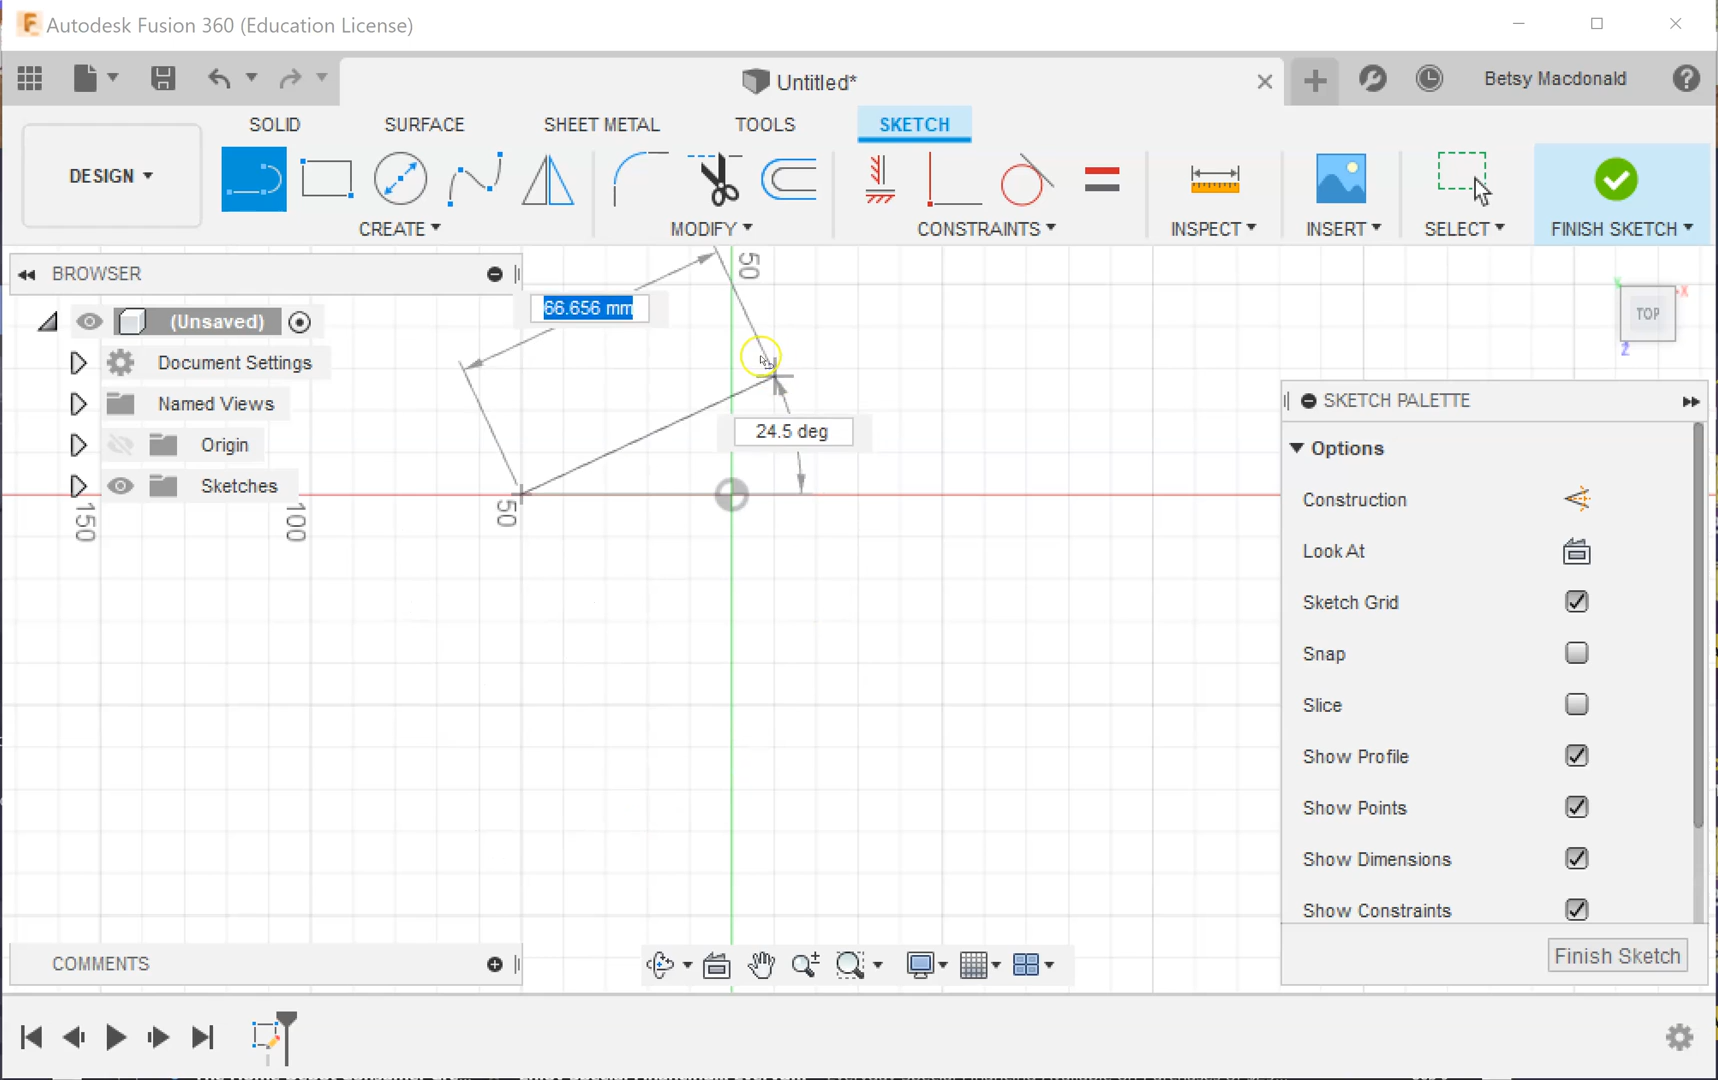 Autodesk Fusion 360 (Education License)
Untitled*
Betsy Macdonald
SOLID
SURFACE
SHEET METAL
TOOLS
SKETCH
DESIGN
CREATE
MODIFY
CONSTRAINTS
INSPECT
INSERT
SELECT
FINISH SKETCH
BROWSER
(Unsaved)
Document Settings
Named Views
Origin
Sketches
50
66.656 mm
24.5 deg
150
100
50
TOP
X
Y
Z
SKETCH PALETTE
Options
Construction
Look At
Sketch Grid
Snap
Slice
Show Profile
Show Points
Show Dimensions
Show Constraints
Finish Sketch
COMMENTS